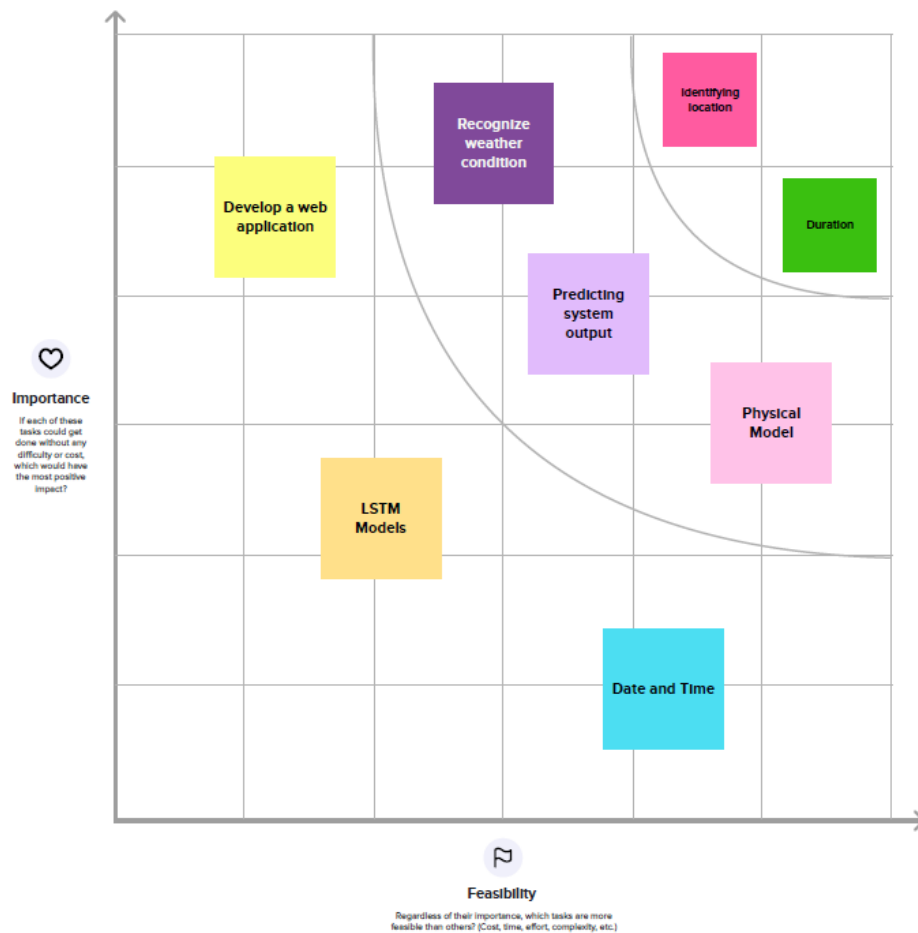 Identifying
location
Recognize
weather
condition
Develop a web
application
Duration
Predicting
system
output
Importance
If each of these
tasks could get
done without any
difficulty or cost,
which would have
the most positive
impact?
Physical
Model
LSTM
Models
Date and Time
Feasibility
Regardless of their importance, which tasks are more
feasible than others? (Cost, time, effort, complexity, etc.)